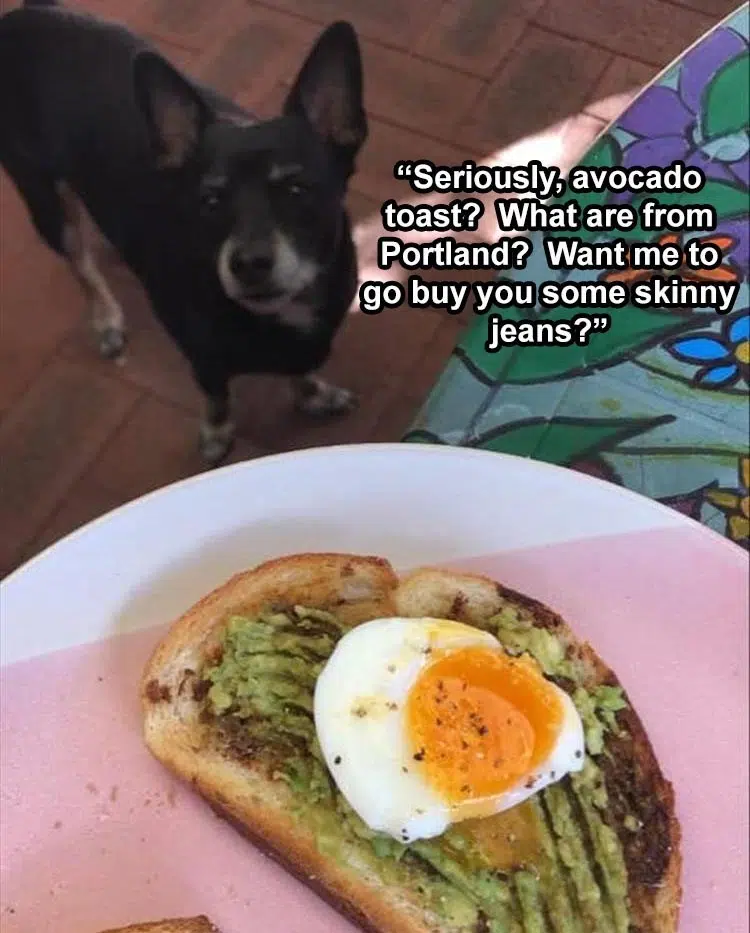 “Seriously, avocado
toast?  What are from
Portland?  Want me to
go buy you some skinny
jeans?”